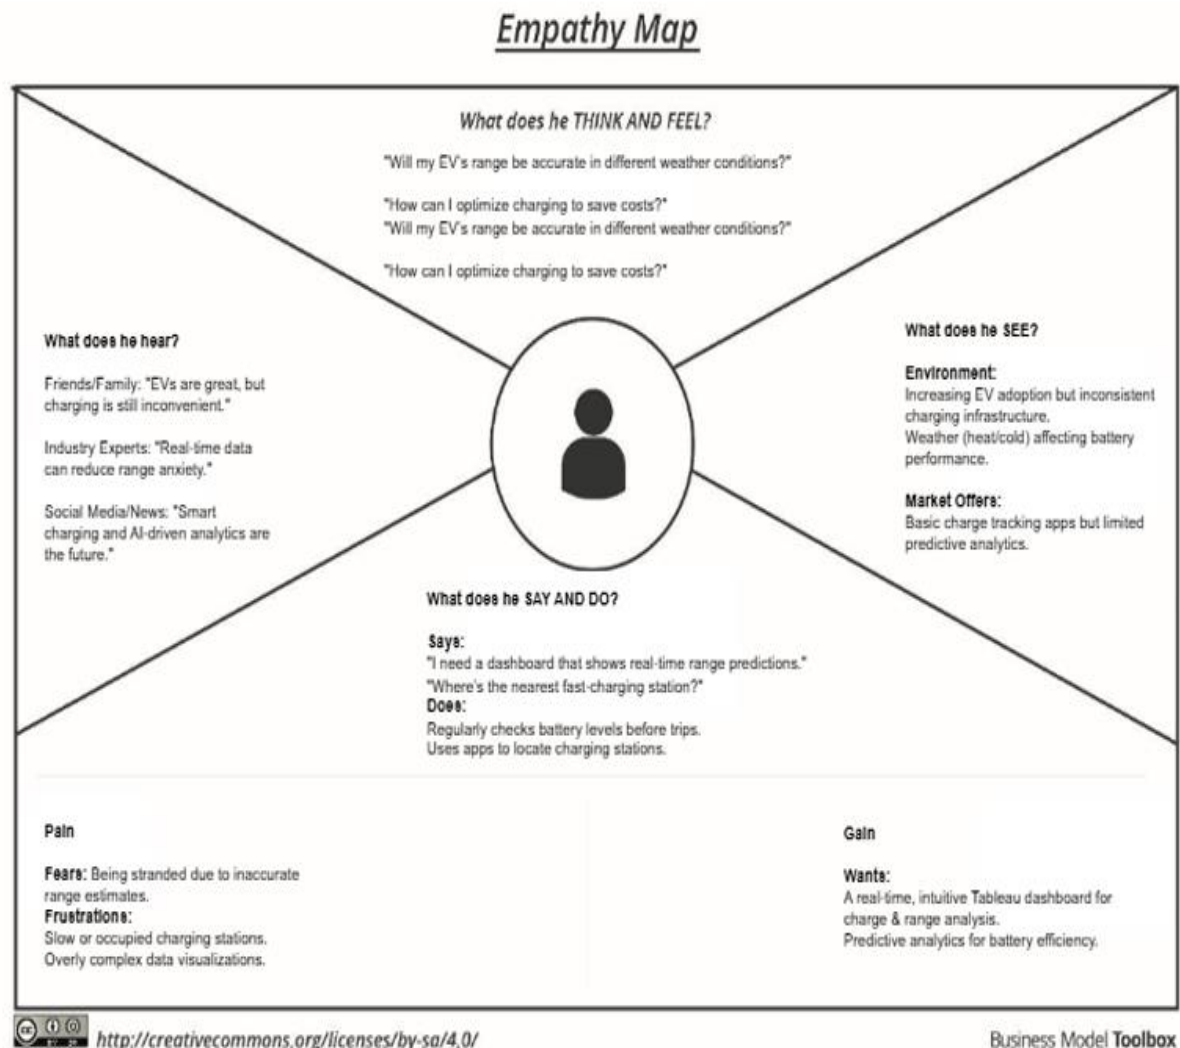 Empathy Map
What does he THINK AND FEEL?
"Will my EV's range be accurate in different weather conditions?"
"How can I optimize charging to save costs?"
"Will my EV's range be accurate in different weather conditions?"
"How can I optimize charging to save costs?"
What does he hear?
Friends/Family: "EVs are great, but
charging is still inconvenient."
Industry Experts: "Real-time data
can reduce range anxiety."
Social Media/News: "Smart
charging and AI-driven analytics are
the future."
What does he SEE?
Environment:
Increasing EV adoption but inconsistent
charging infrastructure.
Weather (heat/cold) affecting battery
performance.
Market Offers:
Basic charge tracking apps but limited
predictive analytics.
What does he SAY AND DO?
Says:
"I need a dashboard that shows real-time range predictions."
"Where's the nearest fast-charging station?"
Does:
Regularly checks battery levels before trips.
Uses apps to locate charging stations.
Pain
Fears: Being stranded due to inaccurate
range estimates.
Frustrations:
Slow or occupied charging stations.
Overly complex data visualizations.
Gain
Wants:
A real-time, intuitive Tableau dashboard for
charge & range analysis.
Predictive analytics for battery efficiency.
cc
http://creativecommons.org/licenses/by-sa/4.0/
Business Model Toolbox